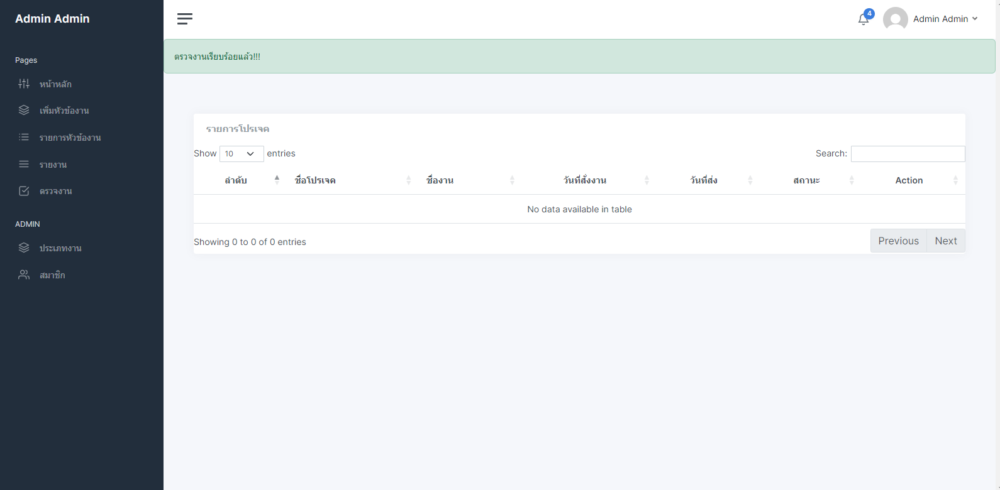 Admin Admin
4
Admin Admin
Pages
หน้าหลัก
เพิ่มหัวข้องาน
รายการหัวข้องาน
รายงาน
ตรวจงาน
ADMIN
ประเภทงาน
สมาชิก
ตรวจงานเรียบร้อยแล้ว!!!
รายการโปรเจค
Show 10 entries
Search:
ลำดับ ชื่อโปรเจค ชื่องาน วันที่สั่งงาน วันที่ส่ง สถานะ Action
No data available in table
Showing 0 to 0 of 0 entries
Previous Next